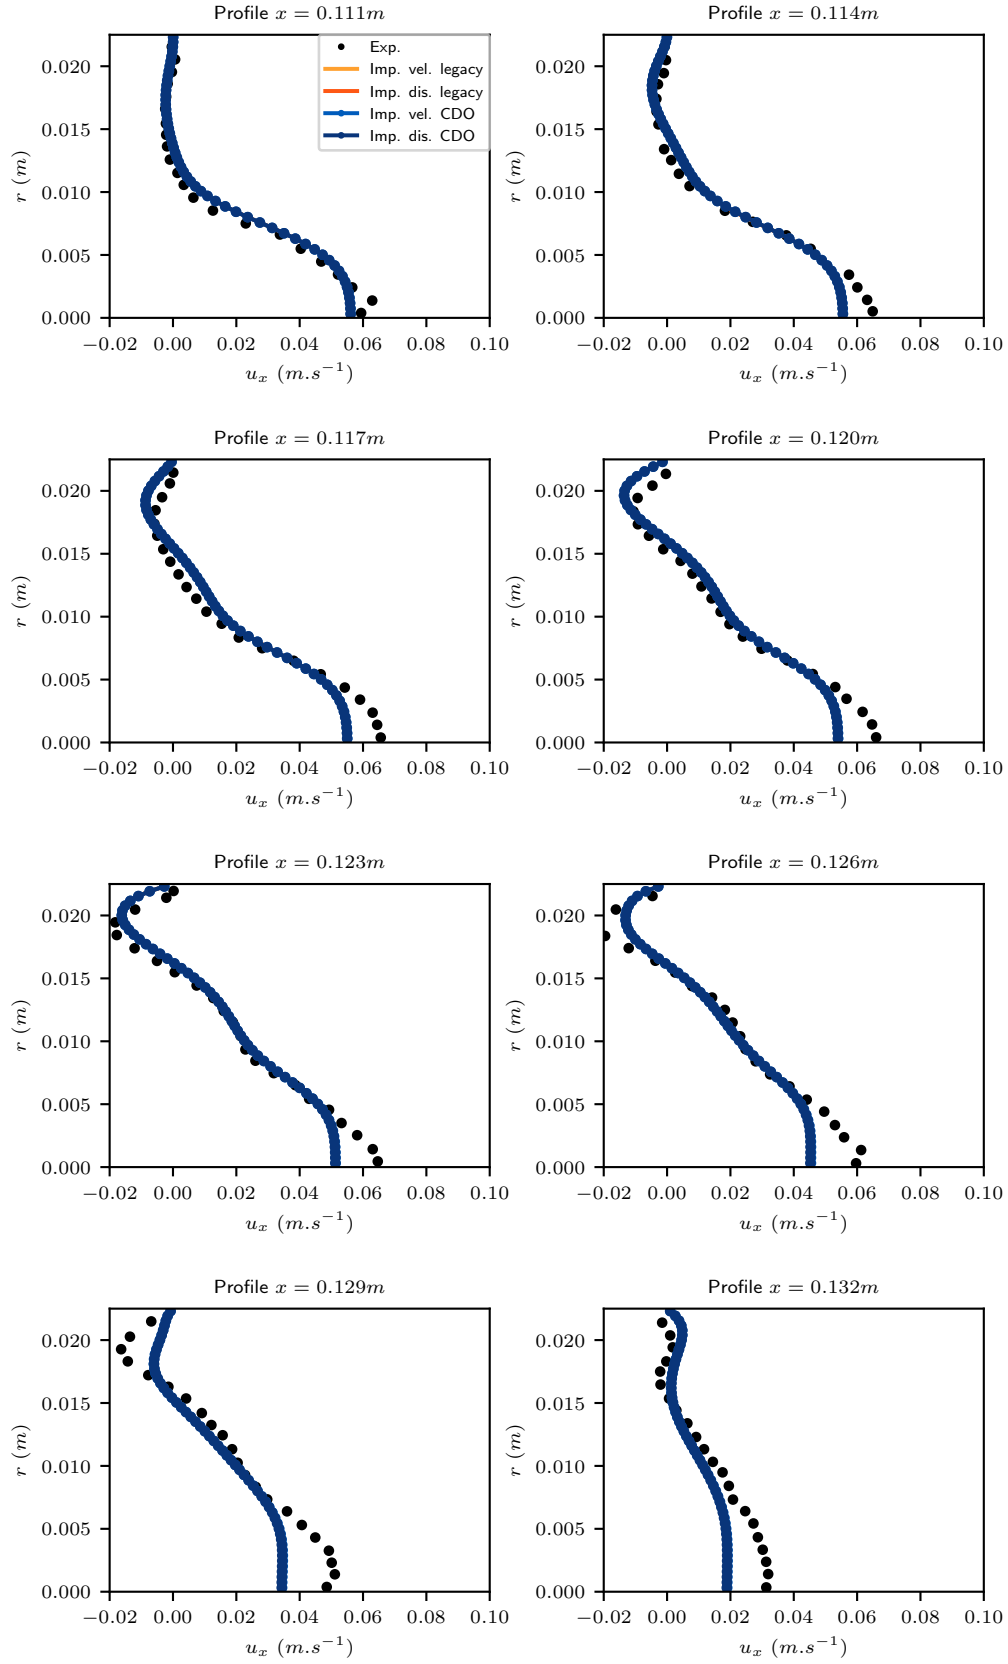 Profile x = 0.111m
Profile x = 0.114m
Exp.
Imp. vel. legacy
Imp. dis. legacy
Imp. vel. CDO
Imp. dis. CDO
0.020
0.015
0.010
0.005
0.000
r (m)
−0.02 0.00 0.02 0.04 0.06 0.08 0.10
u_x (m.s⁻¹)
0.020
0.015
0.010
0.005
0.000
r (m)
−0.02 0.00 0.02 0.04 0.06 0.08 0.10
u_x (m.s⁻¹)
Profile x = 0.117m
Profile x = 0.120m
0.020
0.015
0.010
0.005
0.000
r (m)
−0.02 0.00 0.02 0.04 0.06 0.08 0.10
u_x (m.s⁻¹)
0.020
0.015
0.010
0.005
0.000
r (m)
−0.02 0.00 0.02 0.04 0.06 0.08 0.10
u_x (m.s⁻¹)
Profile x = 0.123m
Profile x = 0.126m
0.020
0.015
0.010
0.005
0.000
r (m)
−0.02 0.00 0.02 0.04 0.06 0.08 0.10
u_x (m.s⁻¹)
0.020
0.015
0.010
0.005
0.000
r (m)
−0.02 0.00 0.02 0.04 0.06 0.08 0.10
u_x (m.s⁻¹)
Profile x = 0.129m
Profile x = 0.132m
0.020
0.015
0.010
0.005
0.000
r (m)
−0.02 0.00 0.02 0.04 0.06 0.08 0.10
u_x (m.s⁻¹)
0.020
0.015
0.010
0.005
0.000
r (m)
−0.02 0.00 0.02 0.04 0.06 0.08 0.10
u_x (m.s⁻¹)